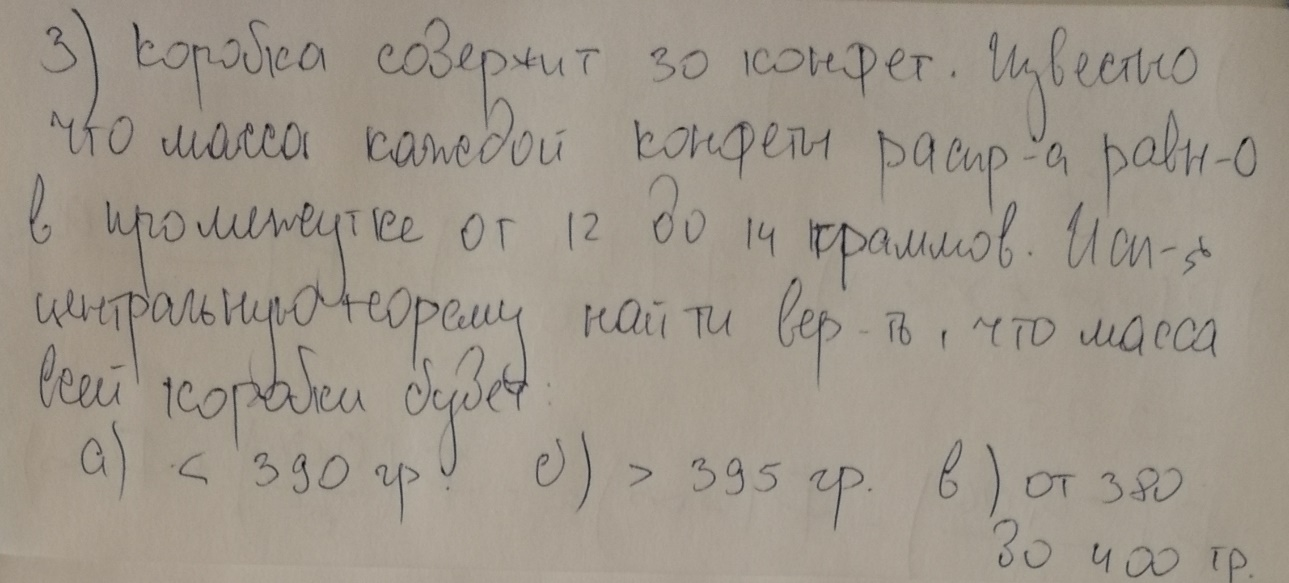 3) коробка содержит 30 конфет. Известно
что масса каждой конфеты распр-а равн-о
в промежутке от 12 до 14 граммов. Исп-я
центральную теорему найти вер-ть, что масса
всей коробки будет:
а) < 390 гр. б) > 395 гр. в) от 380
до 400 гр.